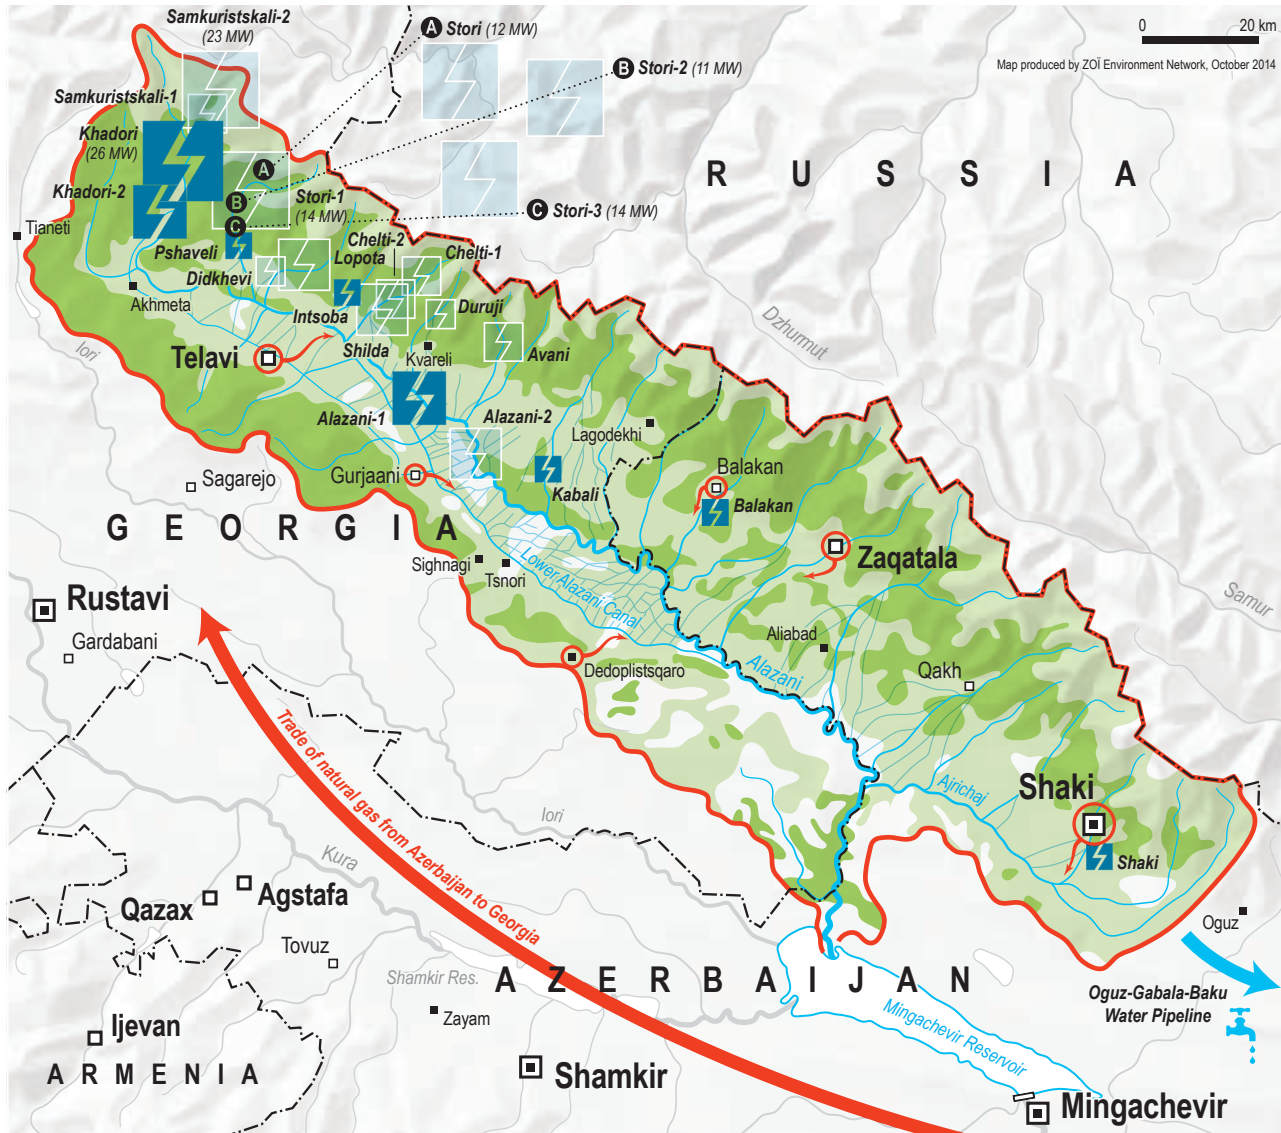 Samkuristskali-2
(23 MW)
A Stori (12 MW)
0 20 km
Map produced by ZOÏ Environment Network, October 2014
B Stori-2 (11 MW)
Samkuristskali-1
Khadori
(26 MW)
A
R U S S I A
Khadori-2
B
Stori-1
(14 MW)
C
C Stori-3 (14 MW)
Tianeti
Pshaveli
Chelti-2
Lopota
Chelti-1
Didkhevi
Akhmeta
Intsoba
Duruji
Dzhurmut
Iori
Telavi
Shilda
Kvareli
Avani
Alazani-1
Alazani-2
Lagodekhi
Sagarejo
Gurjaani
Balakan
Kabali
Balakan
G E O R G I A
Sighnagi
Tsnori
Lower Alazani Canal
Zaqatala
Samur
Rustavi
Gardabani
Aliabad
Dedoplistsqaro
Alazani
Qakh
Trade of natural gas from Azerbaijan to Georgia
Ajrichaj
Shaki
Iori
Kura
Shaki
Qazax
Agstafa
Oguz
Tovuz
Shamkir Res.
A Z E R B A I J A N
Oguz-Gabala-Baku
Water Pipeline
Zayam
Mingachevir Reservoir
Ijevan
A R M E N I A
Shamkir
Mingachevir